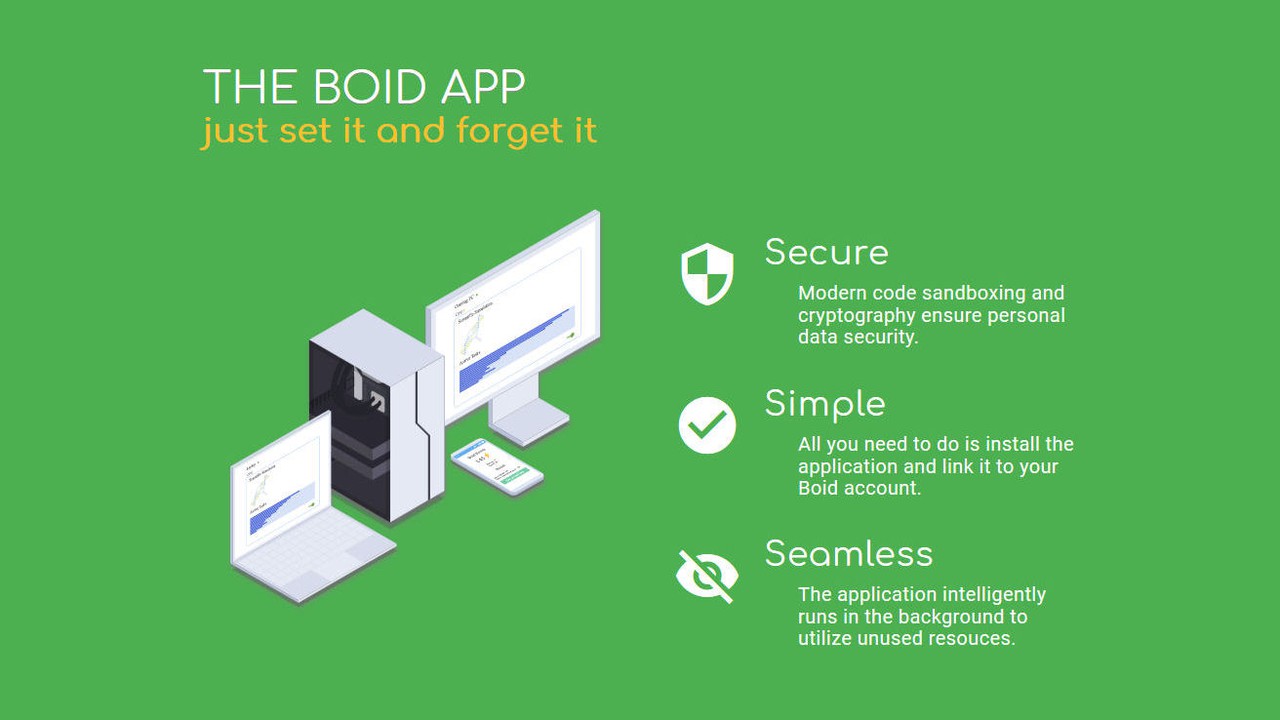 THE BOID APP
just set it and forget it
Secure
Modern code sandboxing and
cryptography ensure personal
data security.
Simple
All you need to do is install the
application and link it to your
Boid account.
Seamless
The application intelligently
runs in the background to
utilize unused resouces.